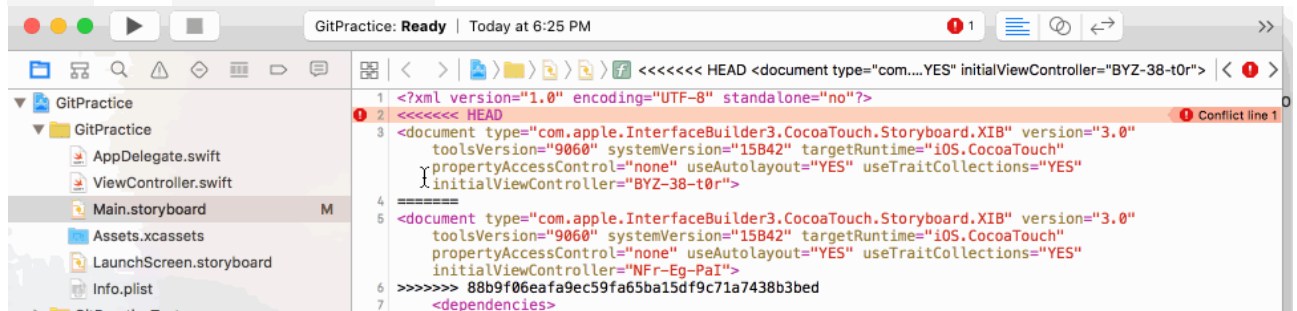 GitPractice: Ready | Today at 6:25 PM
1
<<<<<<< HEAD <document type="com....YES" initialViewController="BYZ-38-t0r">
GitPractice
GitPractice
AppDelegate.swift
ViewController.swift
Main.storyboard M
Assets.xcassets
LaunchScreen.storyboard
Info.plist
1 <?xml version="1.0" encoding="UTF-8" standalone="no"?>
2 <<<<<<< HEAD
Conflict line 1
3 <document type="com.apple.InterfaceBuilder3.CocoaTouch.Storyboard.XIB" version="3.0"
toolsVersion="9060" systemVersion="15B42" targetRuntime="iOS.CocoaTouch"
propertyAccessControl="none" useAutolayout="YES" useTraitCollections="YES"
initialViewController="BYZ-38-t0r">
4 =======
5 <document type="com.apple.InterfaceBuilder3.CocoaTouch.Storyboard.XIB" version="3.0"
toolsVersion="9060" systemVersion="15B42" targetRuntime="iOS.CocoaTouch"
propertyAccessControl="none" useAutolayout="YES" useTraitCollections="YES"
initialViewController="NFr-Eg-PaI">
6 >>>>>>> 88b9f06eafa9ec59fa65ba15df9c71a7438b3bed
7 <dependencies>